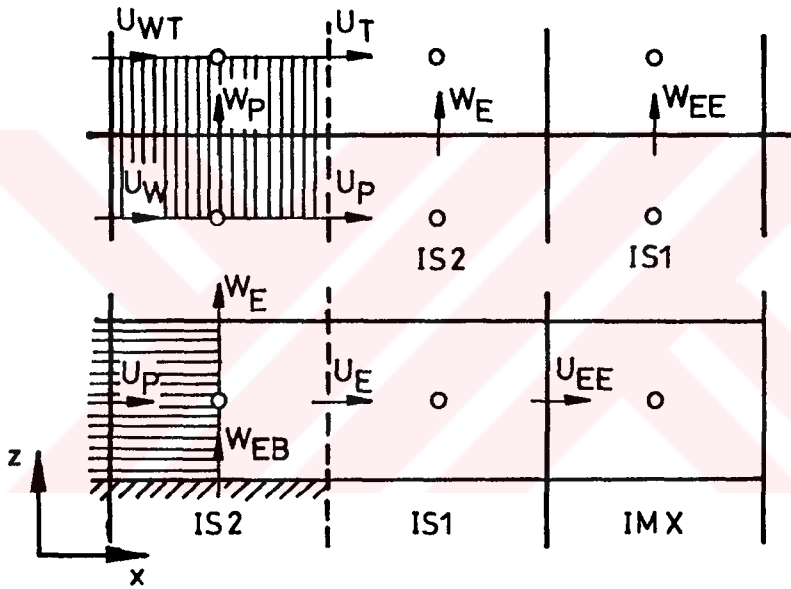 U_WT U_T
W_P W_E W_EE
U_W U_P
IS2 IS1
W_E
U_P U_E U_EE
W_EB
z
IS2 IS1 IMX
x